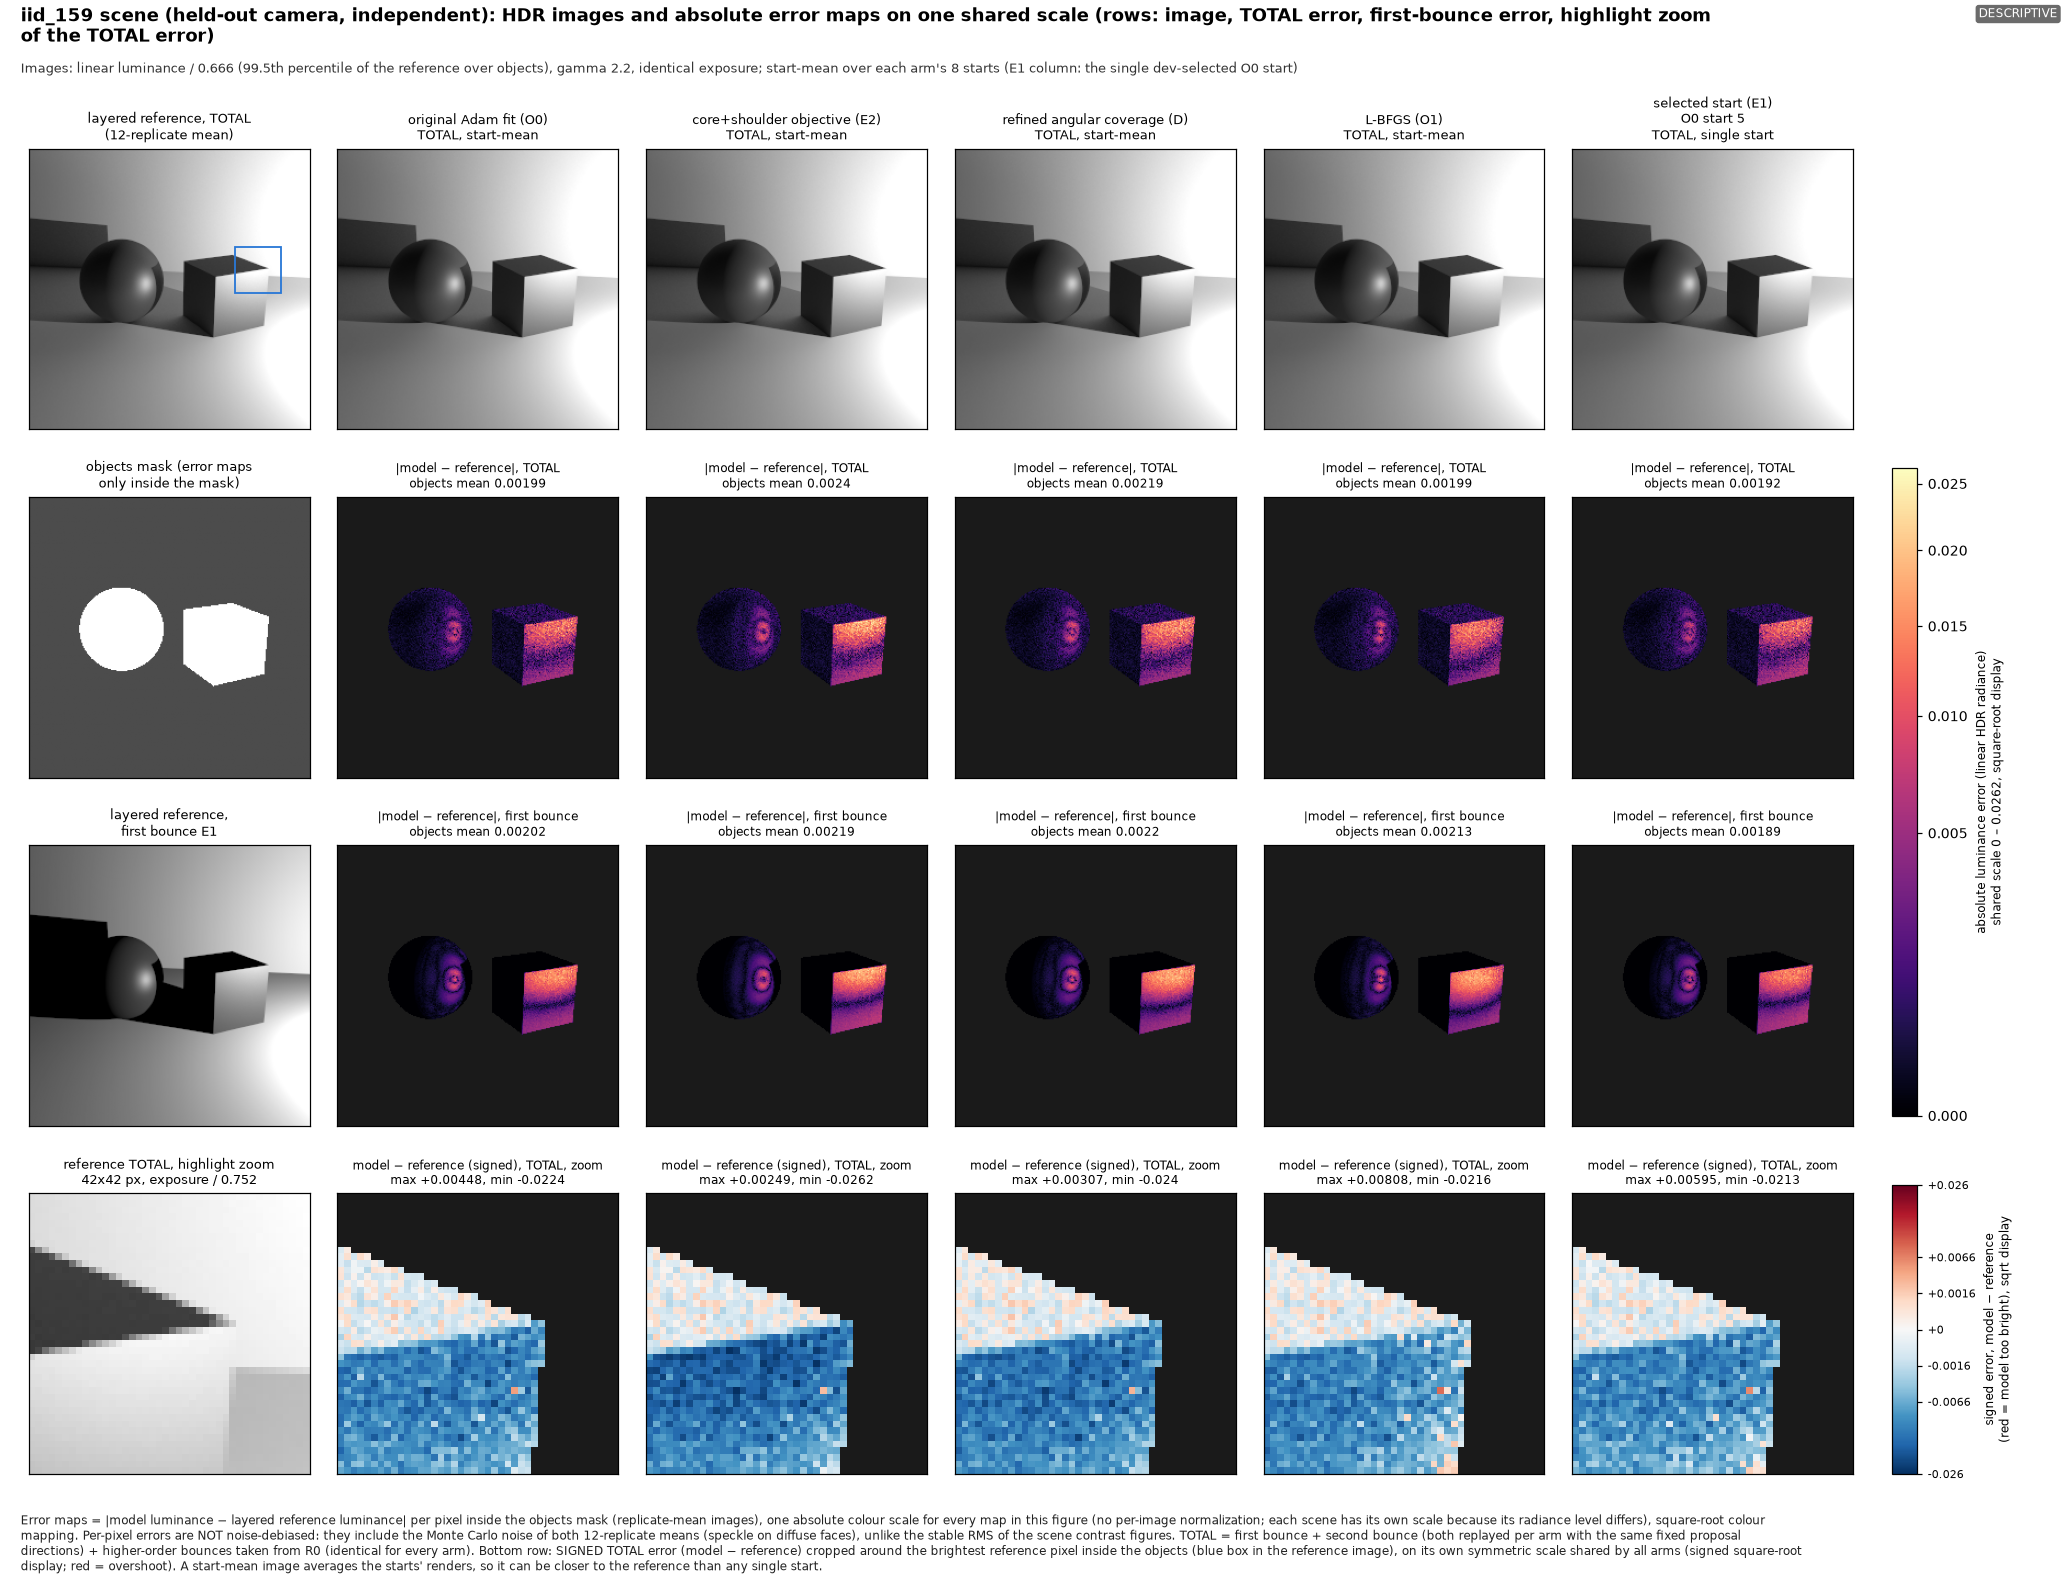 iid_159 scene (held-out camera, independent): HDR images and absolute error maps on one shared scale (rows: image, TOTAL error, first-bounce error, highlight zoom
of the TOTAL error)
DESCRIPTIVE
Images: linear luminance / 0.666 (99.5th percentile of the reference over objects), gamma 2.2, identical exposure; start-mean over each arm's 8 starts (E1 column: the single dev-selected O0 start)
layered reference, TOTAL
(12-replicate mean)
original Adam fit (O0)
TOTAL, start-mean
core+shoulder objective (E2)
TOTAL, start-mean
refined angular coverage (D)
TOTAL, start-mean
L-BFGS (O1)
TOTAL, start-mean
selected start (E1)
O0 start 5
TOTAL, single start
objects mask (error maps
only inside the mask)
|model − reference|, TOTAL
objects mean 0.00199
|model − reference|, TOTAL
objects mean 0.0024
|model − reference|, TOTAL
objects mean 0.00219
|model − reference|, TOTAL
objects mean 0.00199
|model − reference|, TOTAL
objects mean 0.00192
0.025
0.020
0.015
0.010
0.005
0.000
absolute luminance error (linear HDR radiance)
shared scale 0 – 0.0262, square-root display
layered reference,
first bounce E1
|model − reference|, first bounce
objects mean 0.00202
|model − reference|, first bounce
objects mean 0.00219
|model − reference|, first bounce
objects mean 0.0022
|model − reference|, first bounce
objects mean 0.00213
|model − reference|, first bounce
objects mean 0.00189
reference TOTAL, highlight zoom
42x42 px, exposure / 0.752
model − reference (signed), TOTAL, zoom
max +0.00448, min -0.0224
model − reference (signed), TOTAL, zoom
max +0.00249, min -0.0262
model − reference (signed), TOTAL, zoom
max +0.00307, min -0.024
model − reference (signed), TOTAL, zoom
max +0.00808, min -0.0216
model − reference (signed), TOTAL, zoom
max +0.00595, min -0.0213
+0.026
+0.0066
+0.0016
+0
-0.0016
-0.0066
-0.026
signed error, model − reference
(red = model too bright), sqrt display
Error maps = |model luminance − layered reference luminance| per pixel inside the objects mask (replicate-mean images), one absolute colour scale for every map in this figure (no per-image normalization; each scene has its own scale because its radiance level differs), square-root colour
mapping. Per-pixel errors are NOT noise-debiased: they include the Monte Carlo noise of both 12-replicate means (speckle on diffuse faces), unlike the stable RMS of the scene contrast figures. TOTAL = first bounce + second bounce (both replayed per arm with the same fixed proposal
directions) + higher-order bounces taken from R0 (identical for every arm). Bottom row: SIGNED TOTAL error (model − reference) cropped around the brightest reference pixel inside the objects (blue box in the reference image), on its own symmetric scale shared by all arms (signed square-root
display; red = overshoot). A start-mean image averages the starts' renders, so it can be closer to the reference than any single start.